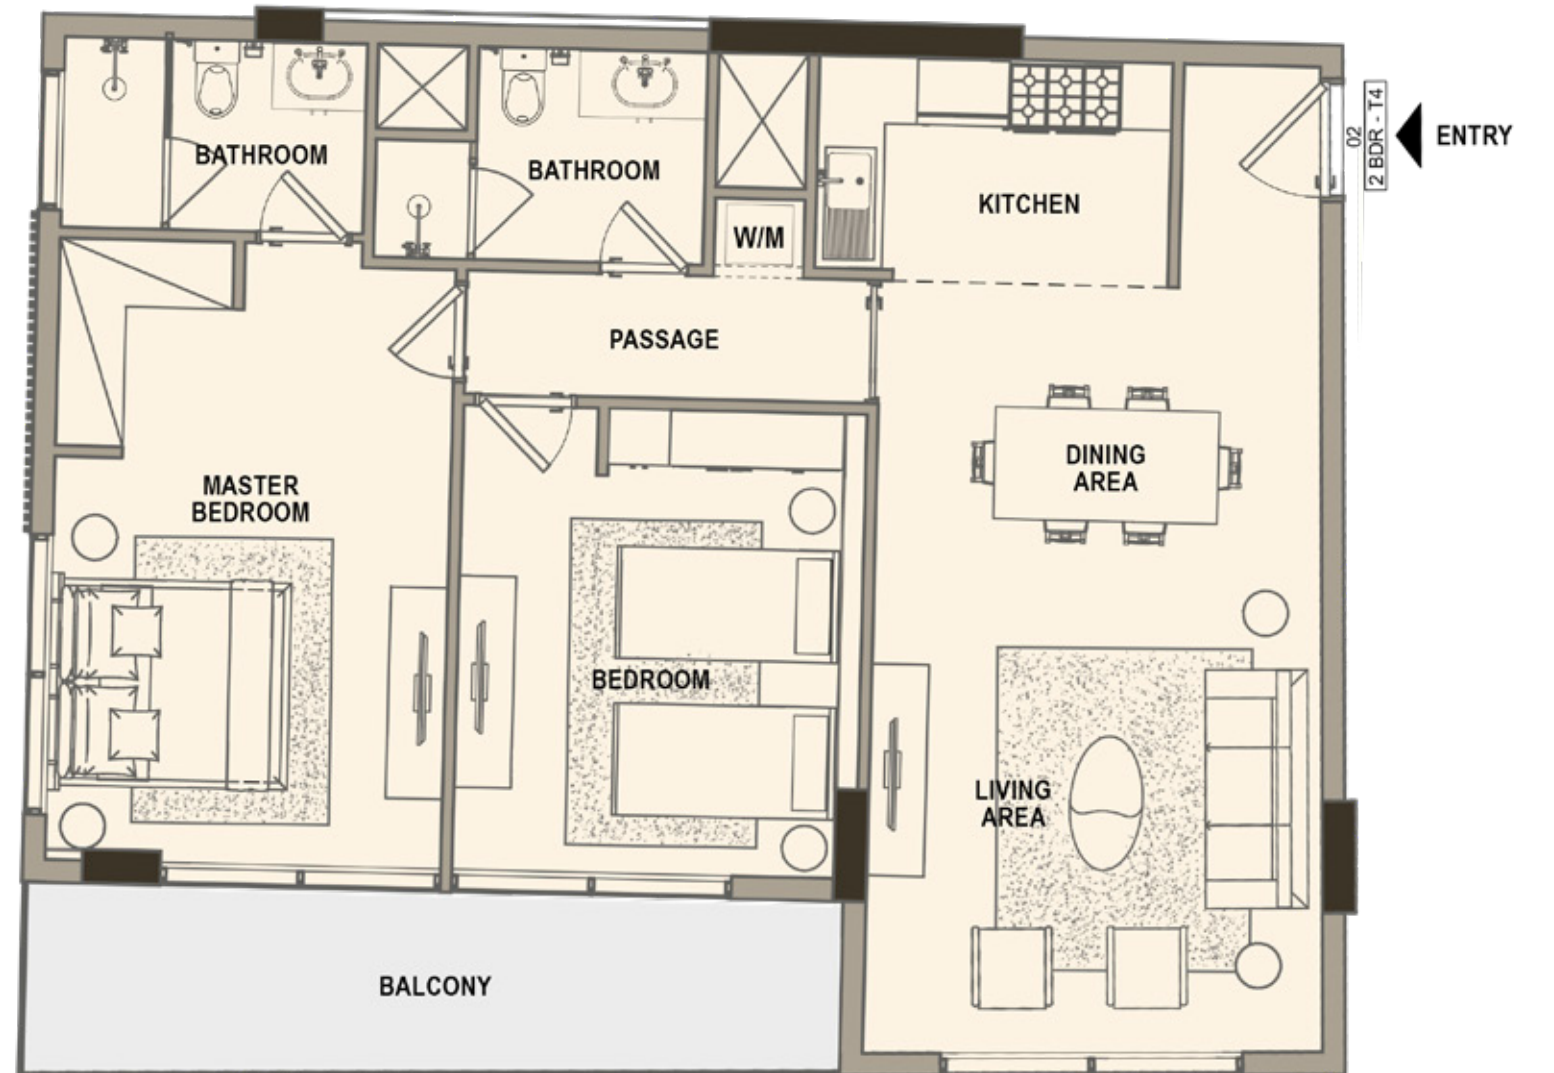 BATHROOM
BATHROOM
W/M
KITCHEN
02
2 BDR - T4
ENTRY
PASSAGE
MASTER
BEDROOM
DINING
AREA
BEDROOM
LIVING
AREA
BALCONY